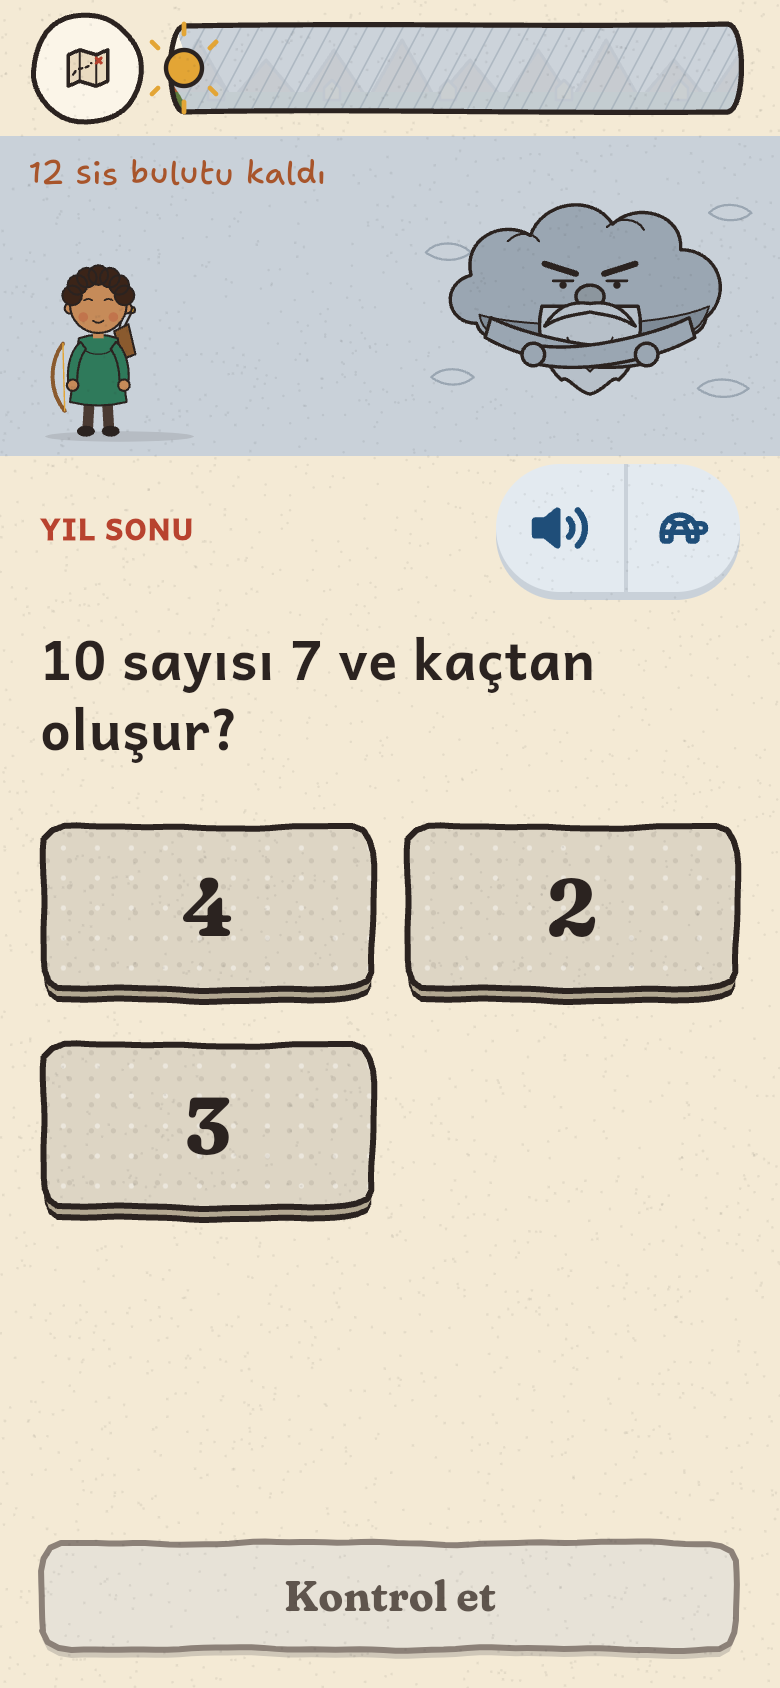 12 sis bulutu kaldı
YIL SONU
10 sayısı 7 ve kaçtan
oluşur?
4
2
3
Kontrol et